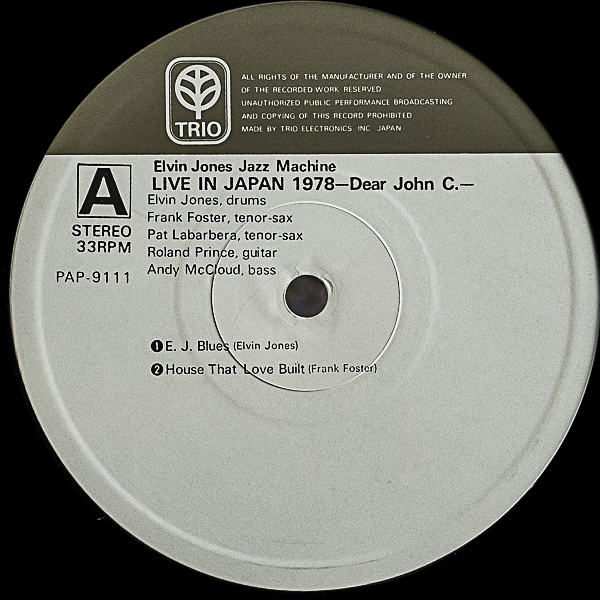 TRIO
ALL RIGHTS OF THE MANUFACTURER AND OF THE OWNER
OF THE RECORDED WORK RESERVED
UNAUTHORIZED PUBLIC PERFORMANCE BROADCASTING
AND COPYING OF THIS RECORD PROHIBITED
MADE BY TRIO ELECTRONICS INC JAPAN
A
STEREO
33RPM
PAP-9111
Elvin Jones Jazz Machine
LIVE IN JAPAN 1978—Dear John C.—
Elvin Jones, drums
Frank Foster, tenor-sax
Pat Labarbera, tenor-sax
Roland Prince, guitar
Andy McCloud, bass
❶ E. J. Blues (Elvin Jones)
❷ House That Love Built (Frank Foster)